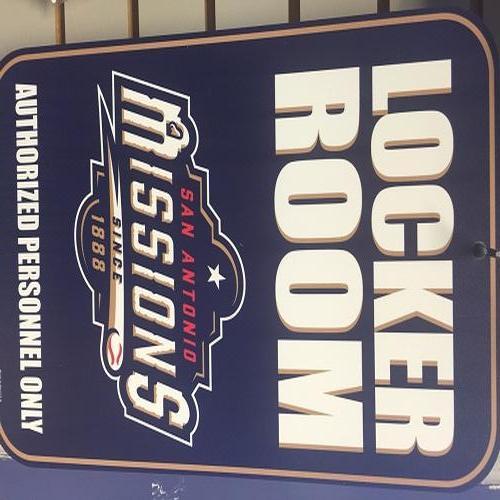 LOCKER
ROOM
SAN ANTONIO
MISSIONS
SINCE
1888
AUTHORIZED PERSONNEL ONLY